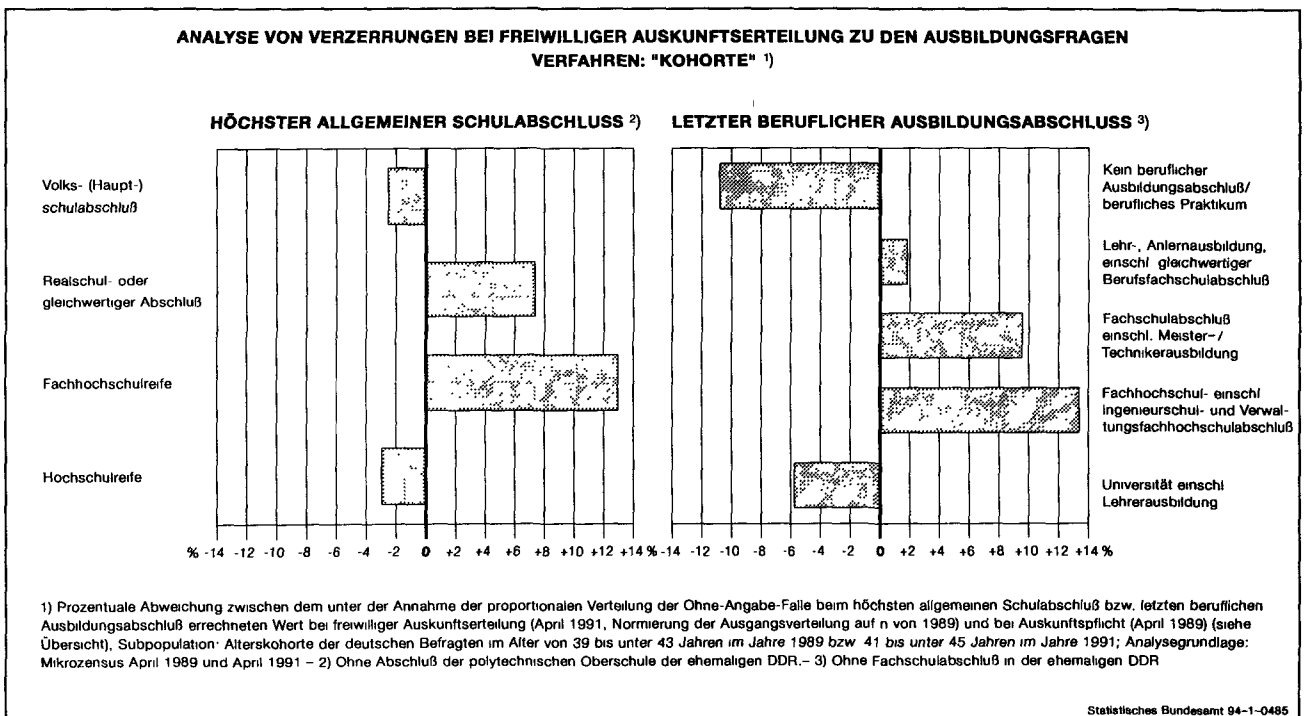 ANALYSE VON VERZERRUNGEN BEI FREIWILLIGER AUSKUNFTSERTEILUNG ZU DEN AUSBILDUNGSFRAGEN
VERFAHREN: "KOHORTE" 1)
HÖCHSTER ALLGEMEINER SCHULABSCHLUSS 2)
Volks- (Haupt-)
schulabschluß
Realschul- oder
gleichwertiger Abschluß
Fachhochschulreife
Hochschulreife
% -14 -12 -10 -8 -6 -4 -2 0 +2 +4 +6 +8 +10 +12 +14 %
LETZTER BERUFLICHER AUSBILDUNGSABSCHLUSS 3)
Kein beruflicher
Ausbildungsabschluß/
berufliches Praktikum
Lehr-, Anlernausbildung,
einschl gleichwertiger
Berufsfachschulabschluß
Fachschulabschluß
einschl. Meister-/
Technikerausbildung
Fachhochschul- einschl
Ingenieurschul- und Verwal-
tungsfachhochschulabschluß
Universität einschl
Lehrerausbildung
-12 -10 -8 -6 -4 -2 0 +2 +4 +6 +8 +10 +12 +14 %
1) Prozentuale Abweichung zwischen dem unter der Annahme der proportionalen Verteilung der Ohne-Angabe-Falle beim höchsten allgemeinen Schulabschluß bzw. letzten beruflichen
Ausbildungsabschluß errechneten Wert bei freiwilliger Auskunftserteilung (April 1991, Normierung der Ausgangsverteilung auf n von 1989) und bei Auskunftspflicht (April 1989) (siehe
Übersicht), Subpopulation: Alterskohorte der deutschen Befragten im Alter von 39 bis unter 43 Jahren im Jahre 1989 bzw 41 bis unter 45 Jahren im Jahre 1991; Analysegrundlage:
Mikrozensus April 1989 und April 1991 – 2) Ohne Abschluß der polytechnischen Oberschule der ehemaligen DDR.– 3) Ohne Fachschulabschluß in der ehemaligen DDR
Statistisches Bundesamt 94-1-0485